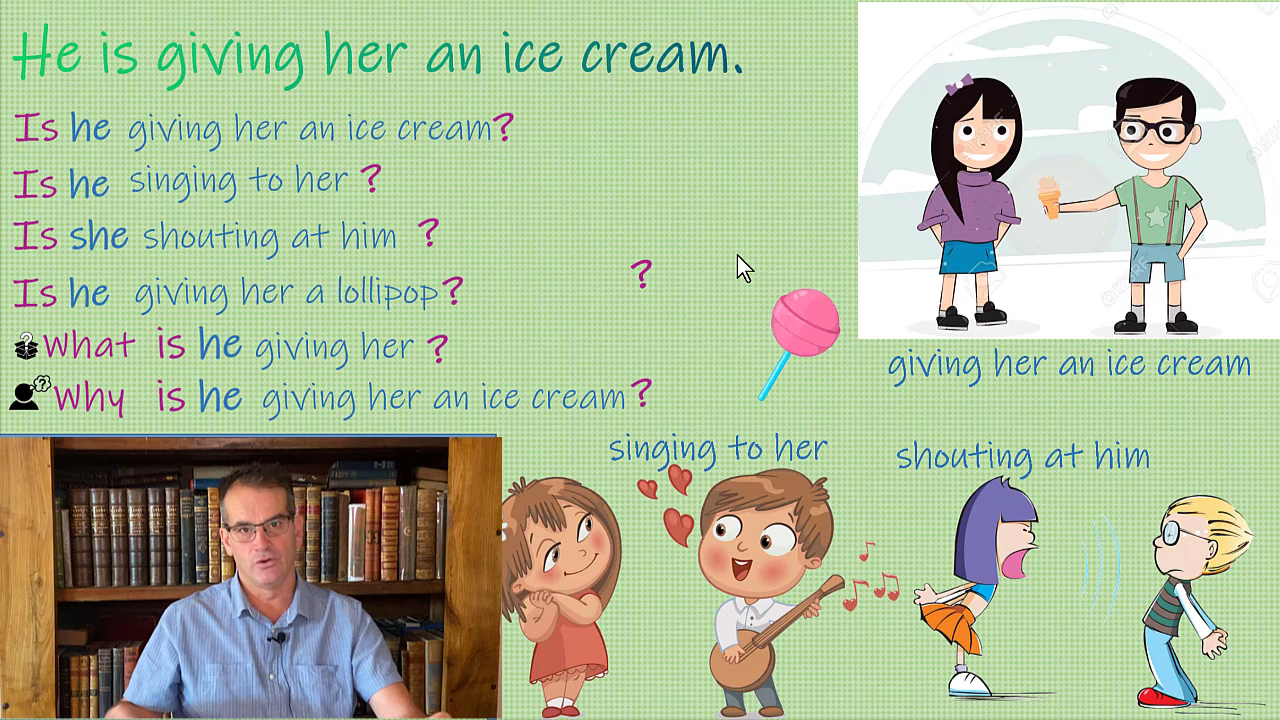 He is giving her an ice cream.
Is he giving her an ice cream?
Is he singing to her ?
Is she shouting at him ?
Is he giving her a lollipop?
?
What is he giving her ?
Why is he giving her an ice cream?
giving her an ice cream
singing to her
shouting at him